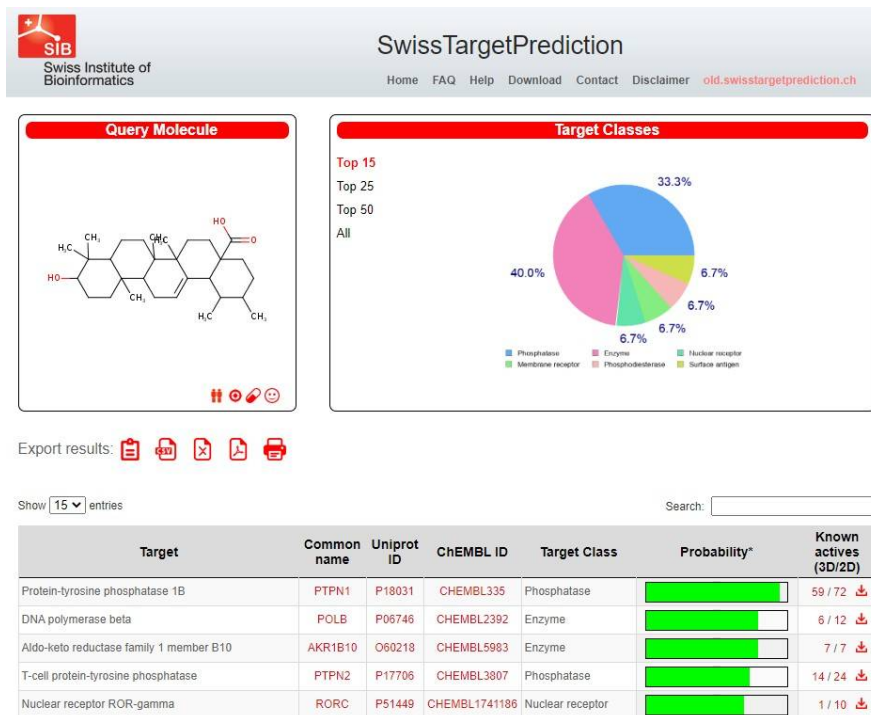 SIB
Swiss Institute of
Bioinformatics
SwissTargetPrediction
Home FAQ Help Download Contact Disclaimer old.swisstargetprediction.ch
Query Molecule
HO
O
H₃C
CH₃
CH₃
H₃C
HO
CH₃
H₃C
CH₃
Target Classes
Top 15
Top 25
Top 50
All
33.3%
40.0%
6.7%
6.7%
6.7%
6.7%
Phosphatase Enzyme Nuclear receptor
Membrane receptor Phosphodiesterase Surface antigen
Export results: CSV X
Show 15 entries Search:
Target Common name Uniprot ID ChEMBL ID Target Class Probability* Known actives (3D/2D)
Protein-tyrosine phosphatase 1B PTPN1 P18031 CHEMBL335 Phosphatase 59 / 72
DNA polymerase beta POLB P06746 CHEMBL2392 Enzyme 6 / 12
Aldo-keto reductase family 1 member B10 AKR1B10 O60218 CHEMBL5983 Enzyme 7 / 7
T-cell protein-tyrosine phosphatase PTPN2 P17706 CHEMBL3807 Phosphatase 14 / 24
Nuclear receptor ROR-gamma RORC P51449 CHEMBL1741186 Nuclear receptor 1 / 10